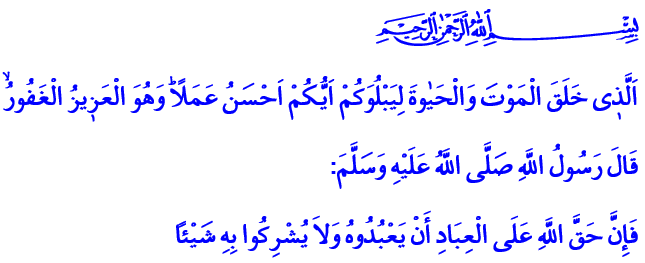 بِسْمِ اللّٰهِ الرَّحْمٰنِ الرَّحِيمِ
اَلَّذ۪ى خَلَقَ الْمَوْتَ وَالْحَيٰوةَ لِيَبْلُوَكُمْ اَيُّكُمْ اَحْسَنُ عَمَلًاۜ وَهُوَ الْعَز۪يزُ الْغَفُورُۙ
قَالَ رَسُولُ اللَّهِ صَلَّى اللَّهُ عَلَيْهِ وَسَلَّمَ:
فَإِنَّ حَقَّ اللَّهِ عَلَى الْعِبَادِ أَنْ يَعْبُدُوهُ وَلاَ يُشْرِكُوا بِهِ شَيْئًا